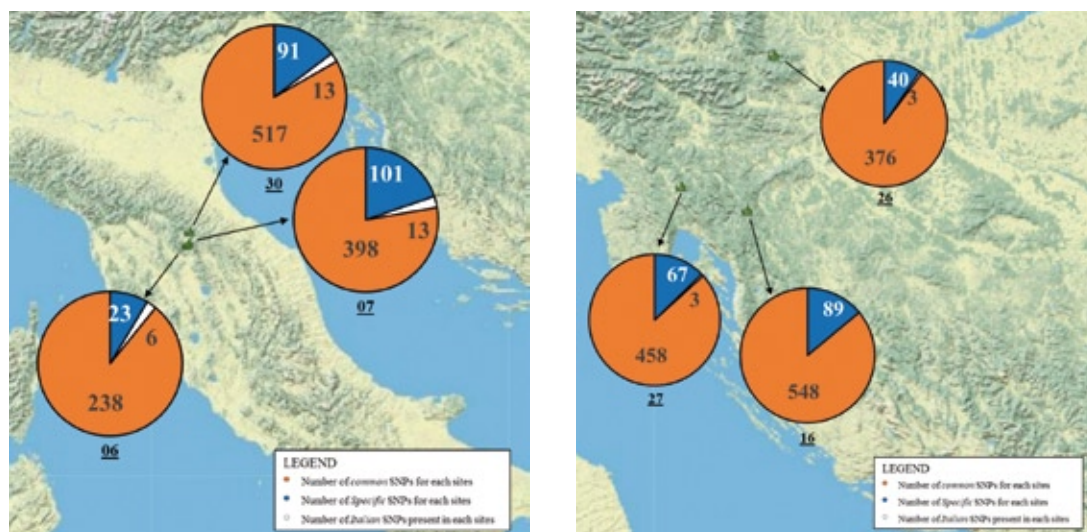 91
13
517
30
101
13
398
07
23
6
238
06
LEGEND
Number of common SNPs for each sites
Number of Specific SNPs for each sites
Number of Italian SNPs present in each sites
40
3
376
26
67
3
458
27
89
548
16
LEGEND
Number of common SNPs for each sites
Number of Specific SNPs for each sites
Number of Italian SNPs present in each sites